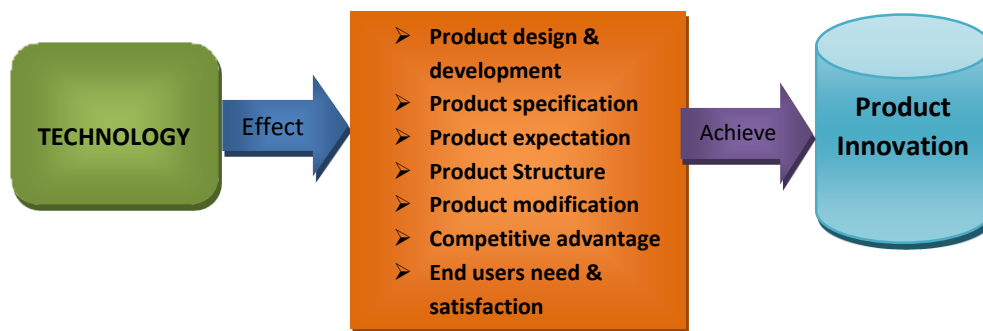 TECHNOLOGY
Effect
➢ Product design &
development
➢ Product specification
➢ Product expectation
➢ Product Structure
➢ Product modification
➢ Competitive advantage
➢ End users need &
satisfaction
Achieve
Product
Innovation